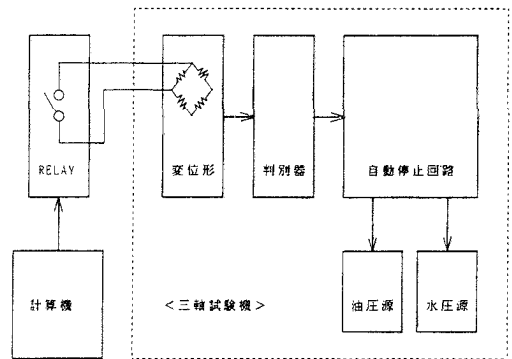 RELAY
変位形
判別器
自動停止回路
計算機
<三軸試験機>
油圧源
水圧源